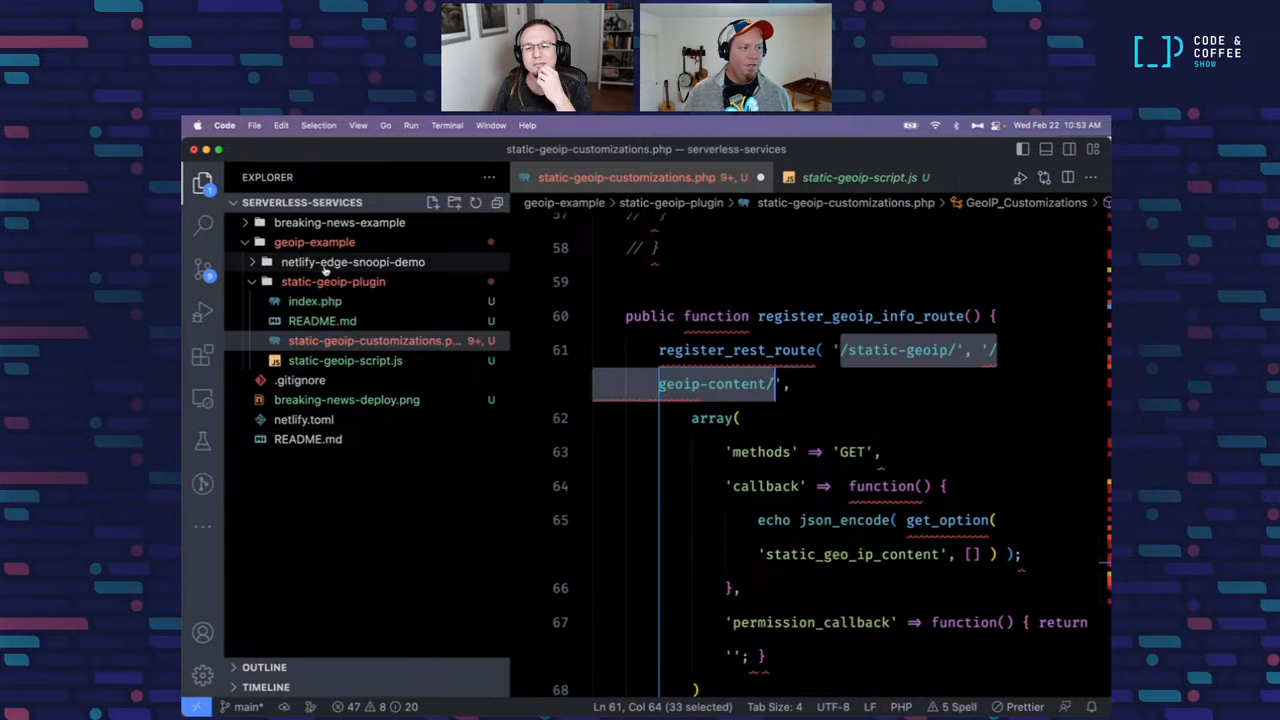 CODE &
COFFEE
SHOW
Code File Edit Selection View Go Run Terminal Window Help Wed Feb 22 10:53 AM
static-geoip-customizations.php — serverless-services
EXPLORER
static-geoip-customizations.php 9+, U
static-geoip-script.js U
SERVERLESS-SERVICES
geoip-example > static-geoip-plugin > static-geoip-customizations.php > GeoIP_Customizations
breaking-news-example
geoip-example
netlify-edge-snoopi-demo
static-geoip-plugin
index.php U
README.md U
static-geoip-customizations.p... 9+, U
static-geoip-script.js U
.gitignore
breaking-news-deploy.png U
netlify.toml
README.md
OUTLINE
TIMELINE
57 // }
58 // }
59
60 public function register_geoip_info_route() {
61 register_rest_route( '/static-geoip/', '/
geoip-content/',
62 array(
63 'methods' => 'GET',
64 'callback' => function() {
65 echo json_encode( get_option(
'static_geo_ip_content', [] ) );
66 },
67 'permission_callback' => function() { return
''; }
68 )
main* 47 8 20 Ln 61, Col 64 (33 selected) Tab Size: 4 UTF-8 LF PHP 5 Spell Prettier